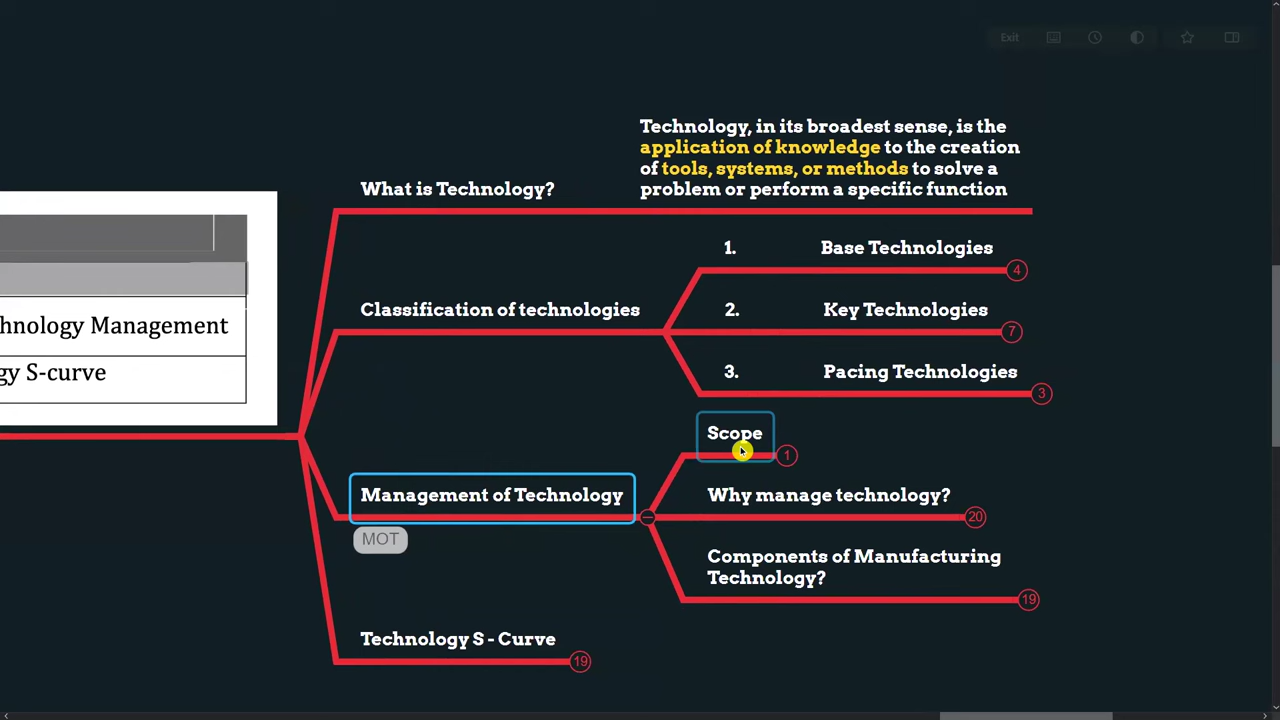 Exit
Technology, in its broadest sense, is the
application of knowledge to the creation
of tools, systems, or methods to solve a
problem or perform a specific function
What is Technology?
1. Base Technologies
4
Classification of technologies
2. Key Technologies
7
3. Pacing Technologies
3
hnology Management
gy S-curve
Scope
1
Management of Technology
MOT
Why manage technology?
20
Components of Manufacturing
Technology?
19
Technology S - Curve
19